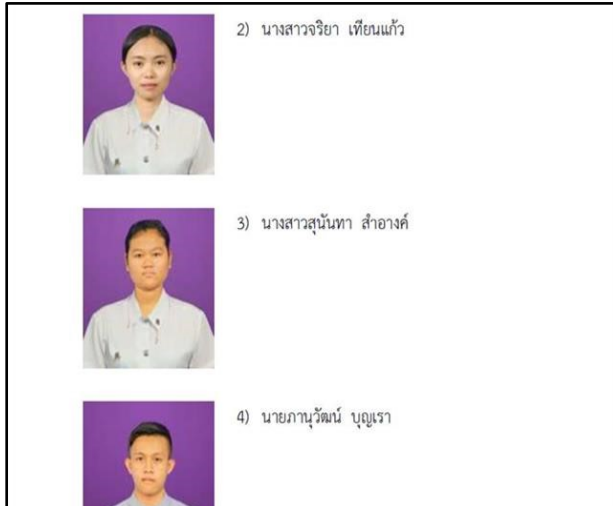 2) นางสาวจริยา เทียนแก้ว
3) นางสาวสุนันทา สำอางค์
4) นายภานุวัฒน์ บุญเรา